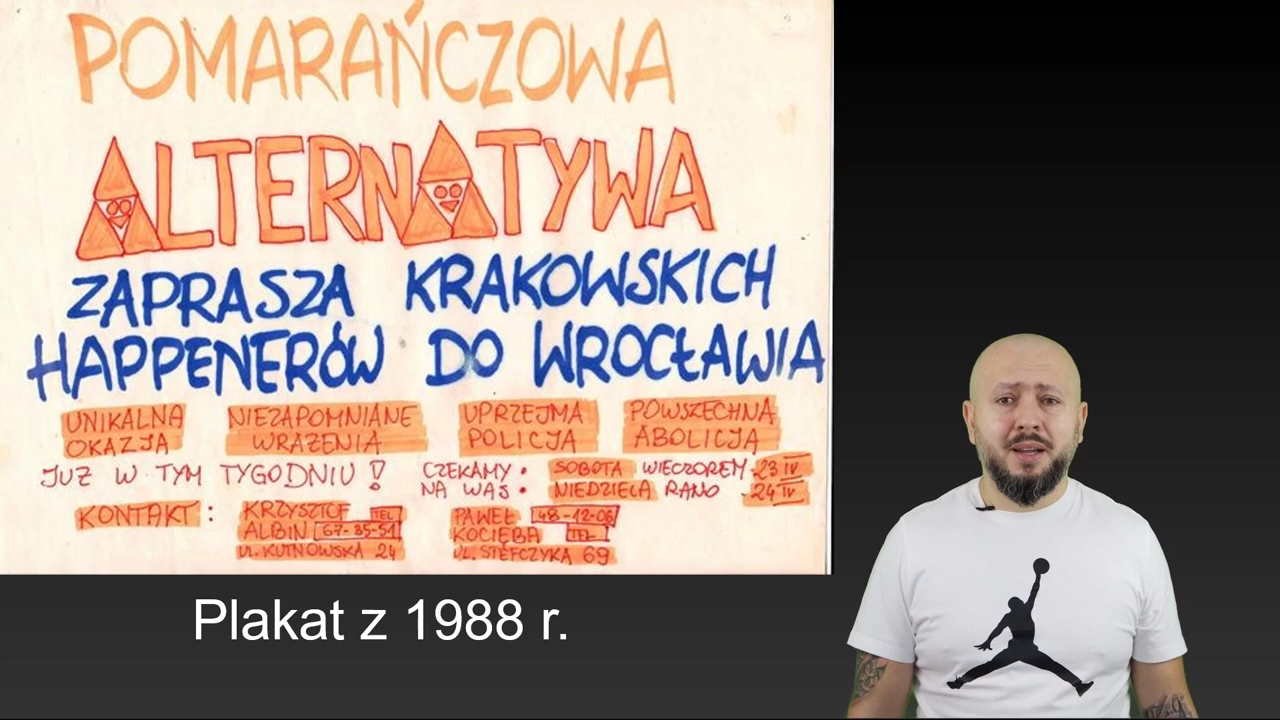 POMARAŃCZOWA
ALTERNATYWA
ZAPRASZA KRAKOWSKICH
HAPPENERÓW DO WROCŁAWIA
UNIKALNA OKAZJA
NIEZAPOMNIANE WRAŻENIA
UPRZEJMA POLICJA
POWSZECHNA ABOLICJA
JUŻ W TYM TYGODNIU!
CZEKAMY NA WAS:
SOBOTA WIECZOREM 23 IV
NIEDZIELA RANO 24 IV
KONTAKT:
KRZYSZTOF TEL
ALBIN 67-35-51
UL. KUTNOWSKA 24
PAWEŁ 48-12-06
KOCIĘBA TEL
UL. STEFCZYKA 69
Plakat z 1988 r.